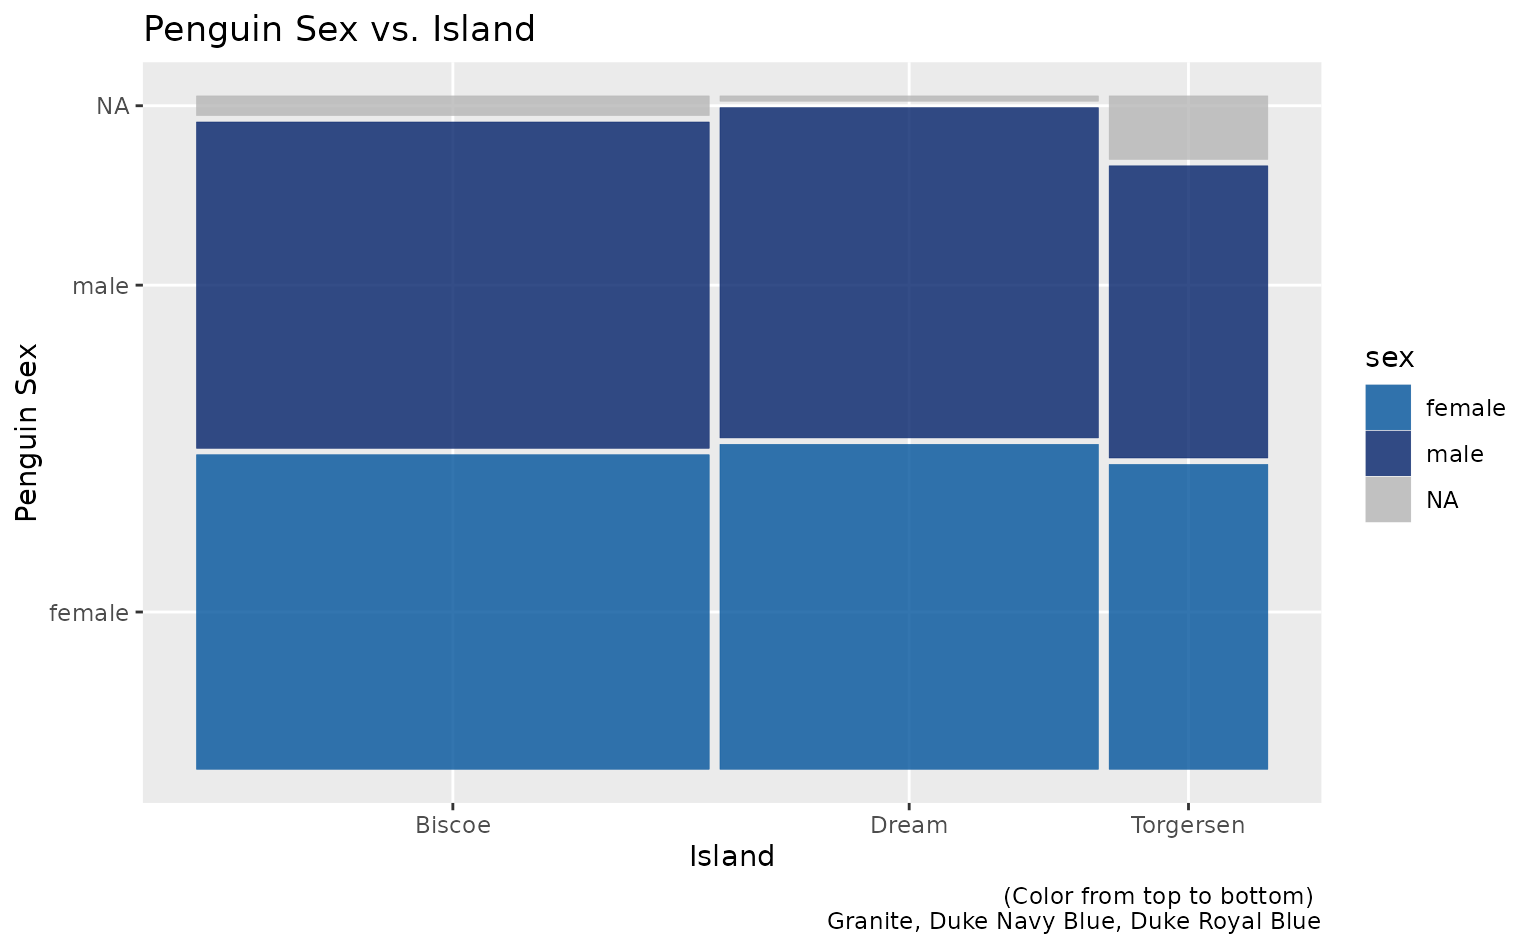 Penguin Sex vs. Island
NA
male
female
Penguin Sex
Biscoe
Dream
Torgersen
Island
sex
female
male
NA
(Color from top to bottom)
Granite, Duke Navy Blue, Duke Royal Blue